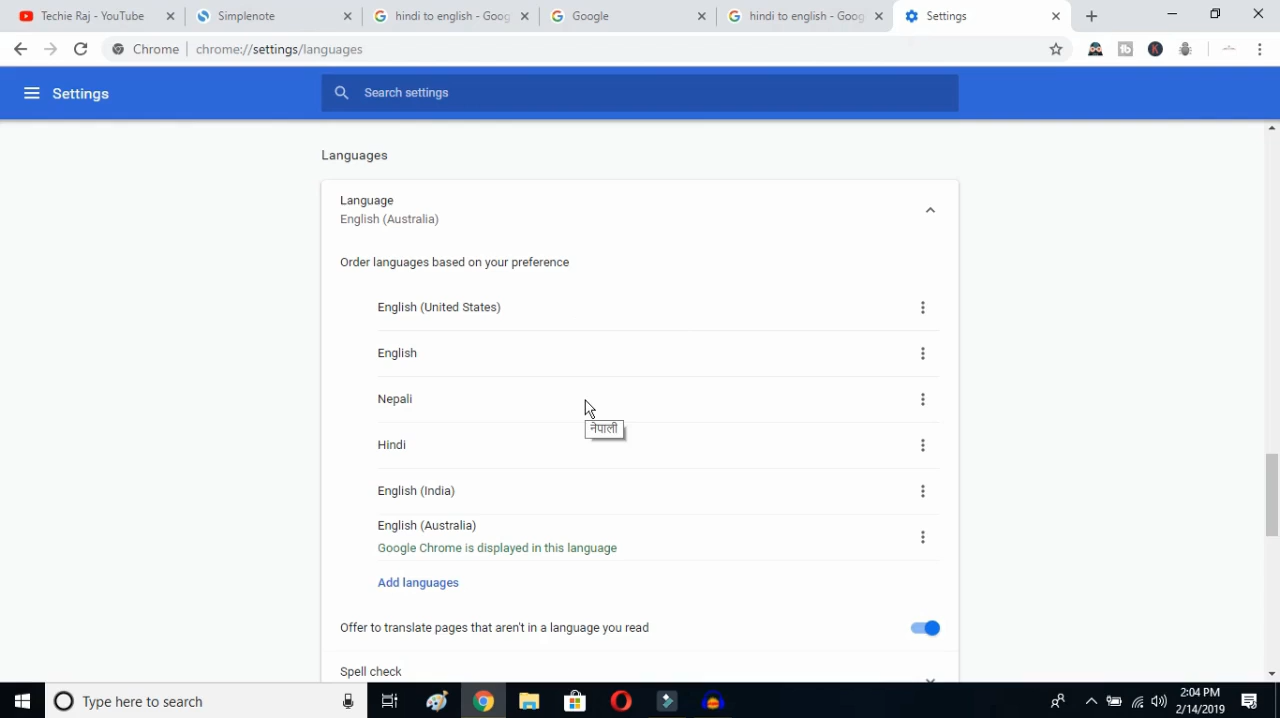 Techie Raj - YouTube
Simplenote
hindi to english - Goog
Google
hindi to english - Goog
Settings
Chrome
chrome://settings/languages
Settings
Search settings
Languages
Language
English (Australia)
Order languages based on your preference
English (United States)
English
Nepali
नेपाली
Hindi
English (India)
English (Australia)
Google Chrome is displayed in this language
Add languages
Offer to translate pages that aren't in a language you read
Spell check
Type here to search
2:04 PM
2/14/2019